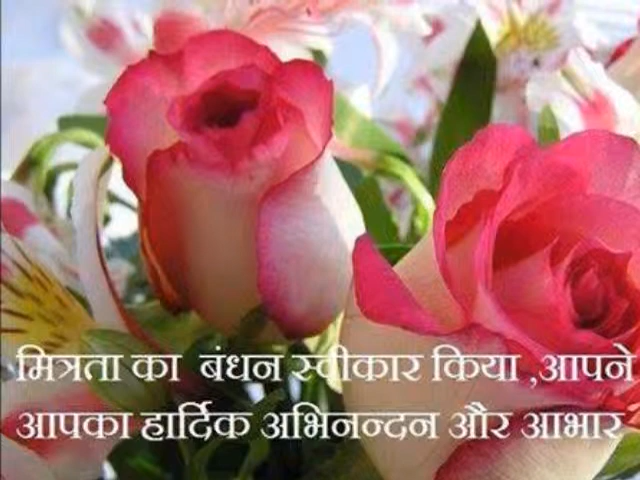 मित्रता का बंधन स्वीकार किया ,आपने
आपका हार्दिक अभिनन्दन और आभार